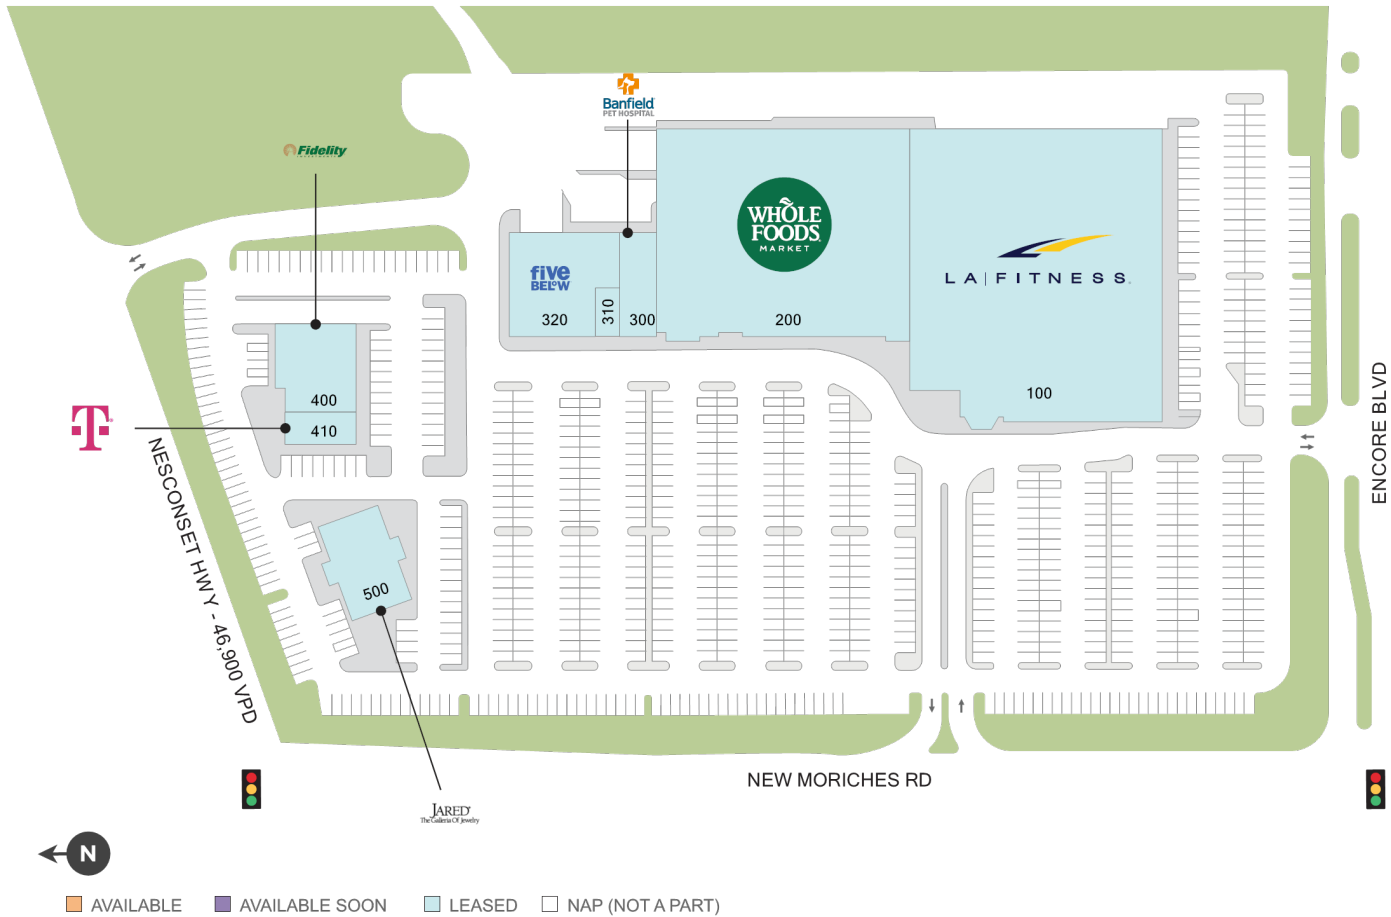 Banfield
PET HOSPITAL
Fidelity
INVESTMENTS
WHOLE
FOODS
MARKET
five
BELOW
LA FITNESS
320
310
300
200
100
400
410
T
500
NESCONSET HWY - 46,900 VPD
ENCORE BLVD
NEW MORICHES RD
JARED
The Galleria Of Jewelry
N
AVAILABLE
AVAILABLE SOON
LEASED
NAP (NOT A PART)